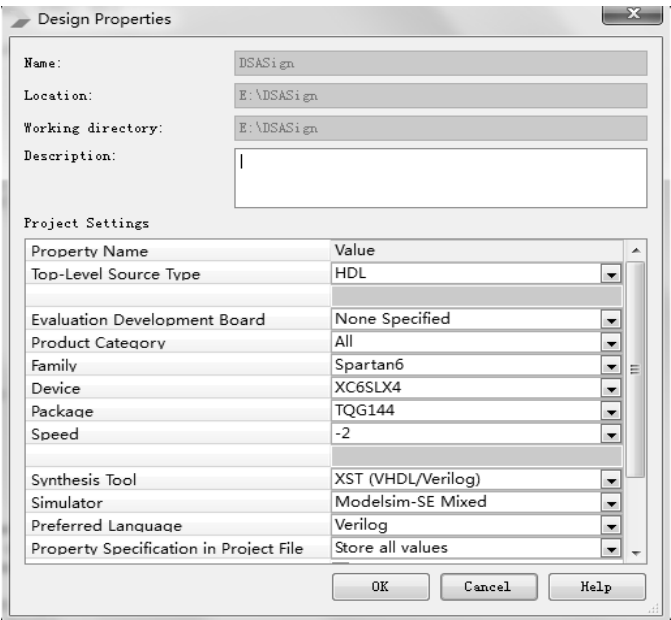 Design Properties
Name: DSASign
Location: E:\DSASign
Working directory: E:\DSASign
Description:
Project Settings
Property Name Value
Top-Level Source Type HDL
Evaluation Development Board None Specified
Product Category All
Family Spartan6
Device XC6SLX4
Package TQG144
Speed -2
Synthesis Tool XST (VHDL/Verilog)
Simulator Modelsim-SE Mixed
Preferred Language Verilog
Property Specification in Project File Store all values
OK Cancel Help